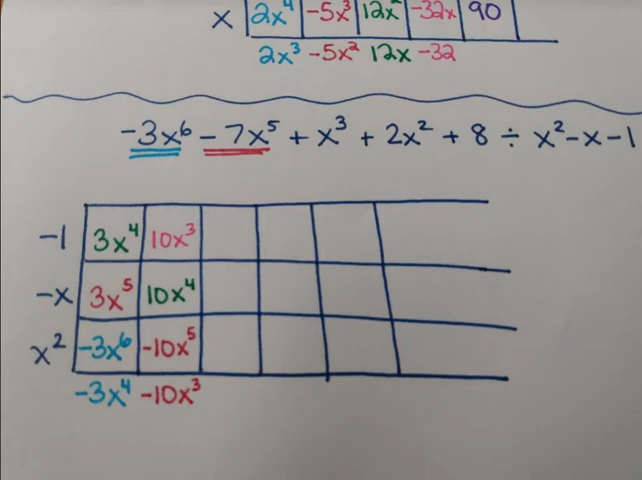 x 2x⁴ -5x³ 12x² -32x 90
2x³ -5x² 12x -32
-3x⁶ - 7x⁵ + x³ + 2x² + 8 ÷ x² - x - 1
-1 3x⁴ 10x³
-x 3x⁵ 10x⁴
x² -3x⁶ -10x⁵
-3x⁴ -10x³